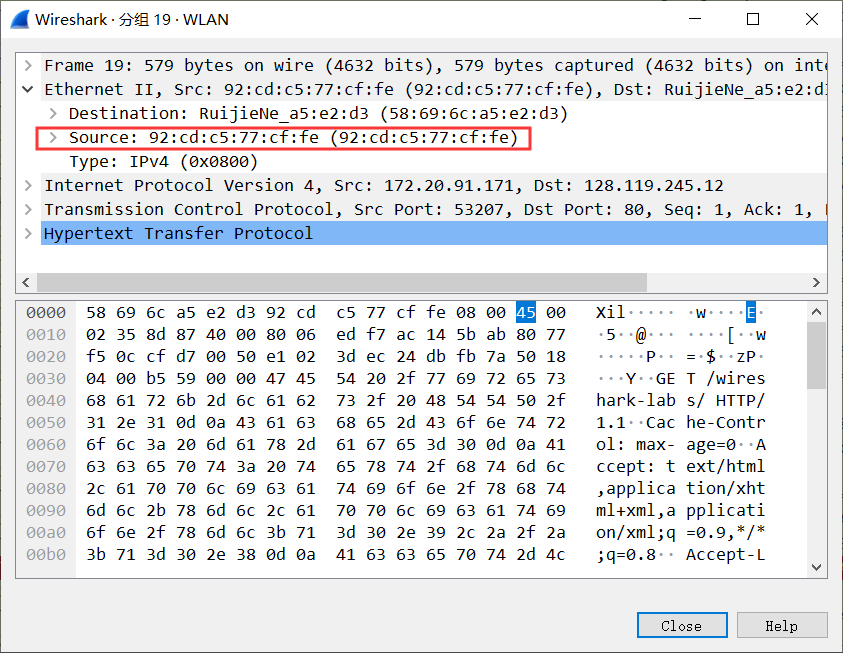 Wireshark · 分组 19 · WLAN
Frame 19: 579 bytes on wire (4632 bits), 579 bytes captured (4632 bits) on inte
Ethernet II, Src: 92:cd:c5:77:cf:fe (92:cd:c5:77:cf:fe), Dst: RuijieNe_a5:e2:d3
Destination: RuijieNe_a5:e2:d3 (58:69:6c:a5:e2:d3)
Source: 92:cd:c5:77:cf:fe (92:cd:c5:77:cf:fe)
Type: IPv4 (0x0800)
Internet Protocol Version 4, Src: 172.20.91.171, Dst: 128.119.245.12
Transmission Control Protocol, Src Port: 53207, Dst Port: 80, Seq: 1, Ack: 1,
Hypertext Transfer Protocol
0000 58 69 6c a5 e2 d3 92 cd c5 77 cf fe 08 00 45 00 Xil····· ·w····E·
0010 02 35 8d 87 40 00 80 06 ed f7 ac 14 5b ab 80 77 ·5··@··· ····[··w
0020 f5 0c cf d7 00 50 e1 02 3d ec 24 db fb 7a 50 18 ·····P·· =·$··zP·
0030 04 00 b5 59 00 00 47 45 54 20 2f 77 69 72 65 73 ···Y··GE T /wires
0040 68 61 72 6b 2d 6c 61 62 73 2f 20 48 54 54 50 2f hark-lab s/ HTTP/
0050 31 2e 31 0d 0a 43 61 63 68 65 2d 43 6f 6e 74 72 1.1··Cac he-Contr
0060 6f 6c 3a 20 6d 61 78 2d 61 67 65 3d 30 0d 0a 41 ol: max- age=0··A
0070 63 63 65 70 74 3a 20 74 65 78 74 2f 68 74 6d 6c ccept: t ext/html
0080 2c 61 70 70 6c 69 63 61 74 69 6f 6e 2f 78 68 74 ,applica tion/xht
0090 6d 6c 2b 78 6d 6c 2c 61 70 70 6c 69 63 61 74 69 ml+xml,a pplicati
00a0 6f 6e 2f 78 6d 6c 3b 71 3d 30 2e 39 2c 2a 2f 2a on/xml;q =0.9,*/*
00b0 3b 71 3d 30 2e 38 0d 0a 41 63 63 65 70 74 2d 4c ;q=0.8·· Accept-L
Close
Help